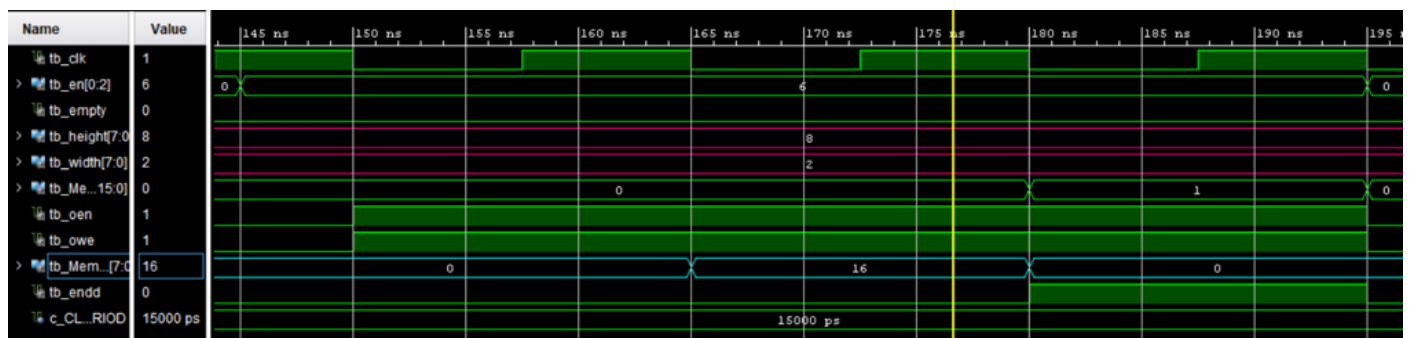 Name Value 145 ns 150 ns 155 ns 160 ns 165 ns 170 ns 175 ns 180 ns 185 ns 190 ns 195
tb_clk 1
> tb_en[0:2] 6 0 6 0
tb_empty 0
> tb_height[7:0 8 8
> tb_width[7:0] 2 2
> tb_Me...15:0] 0 0 1 0
tb_oen 1
tb_owe 1
> tb_Mem...[7:0 16 0 16 0
tb_endd 0
c_CL...RIOD 15000 ps 15000 ps